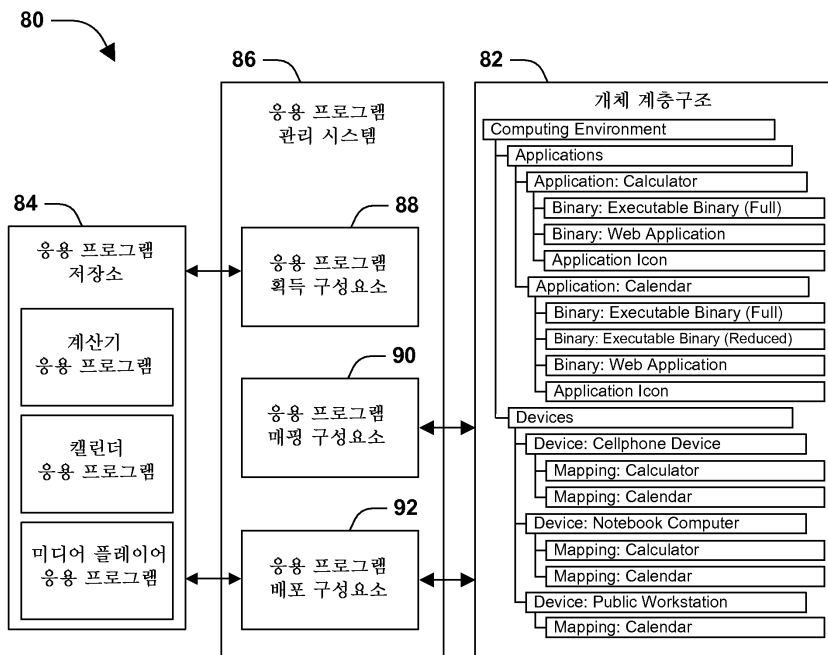 80
86
82
응용 프로그램
관리 시스템
개체 계층구조
Computing Environment
Applications
Application: Calculator
Binary: Executable Binary (Full)
Binary: Web Application
Application Icon
Application: Calendar
Binary: Executable Binary (Full)
Binary: Executable Binary (Reduced)
Binary: Web Application
Application Icon
Devices
Device: Cellphone Device
Mapping: Calculator
Mapping: Calendar
Device: Notebook Computer
Mapping: Calculator
Mapping: Calendar
Device: Public Workstation
Mapping: Calendar
84
응용 프로그램
저장소
계산기
응용 프로그램
캘린더
응용 프로그램
미디어 플레이어
응용 프로그램
88
응용 프로그램
획득 구성요소
90
응용 프로그램
매핑 구성요소
92
응용 프로그램
배포 구성요소